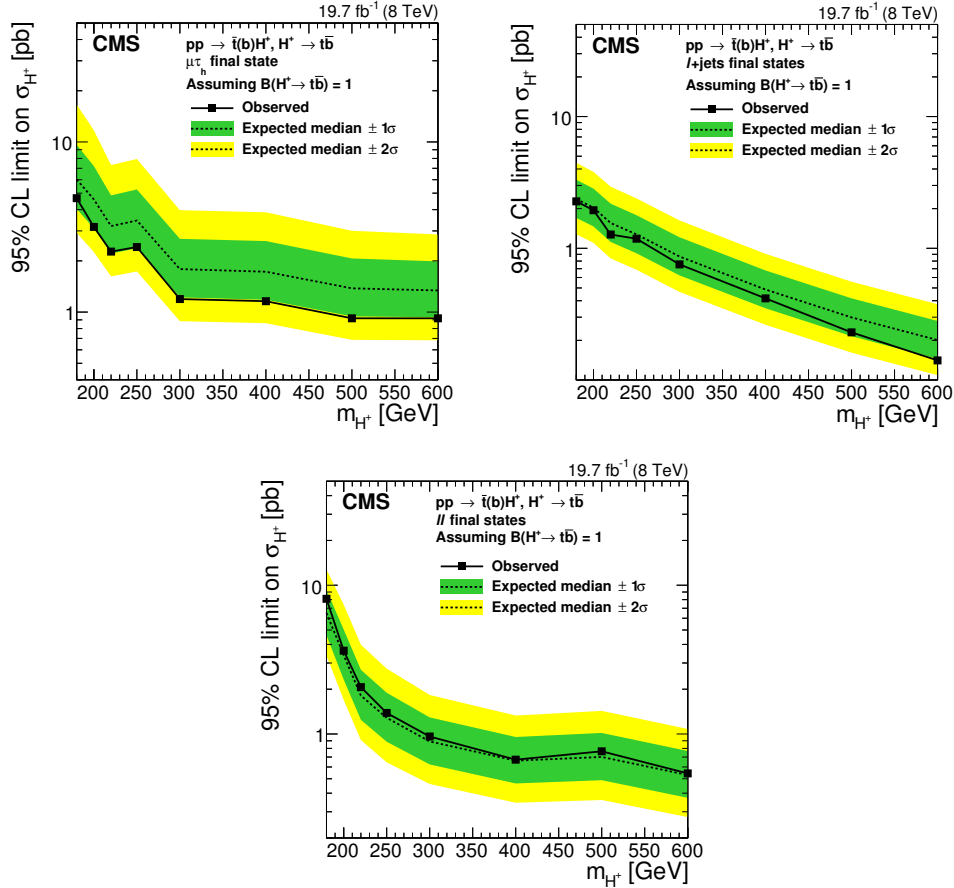 19.7 fb⁻¹ (8 TeV)
CMS
pp → t̄(b)H⁺, H⁺ → tb̄
μτₕ final state
Assuming B(H⁺→ tb̄) = 1
Observed
Expected median ± 1σ
Expected median ± 2σ
95% CL limit on σ_H⁺ [pb]
10
1
200 250 300 350 400 450 500 550 600
m_H⁺ [GeV]
19.7 fb⁻¹ (8 TeV)
CMS
pp → t̄(b)H⁺, H⁺ → tb̄
l+jets final states
Assuming B(H⁺→ tb̄) = 1
Observed
Expected median ± 1σ
Expected median ± 2σ
95% CL limit on σ_H⁺ [pb]
10
1
200 250 300 350 400 450 500 550 600
m_H⁺ [GeV]
19.7 fb⁻¹ (8 TeV)
CMS
pp → t̄(b)H⁺, H⁺ → tb̄
ll final states
Assuming B(H⁺→ tb̄) = 1
Observed
Expected median ± 1σ
Expected median ± 2σ
95% CL limit on σ_H⁺ [pb]
10
1
200 250 300 350 400 450 500 550 600
m_H⁺ [GeV]